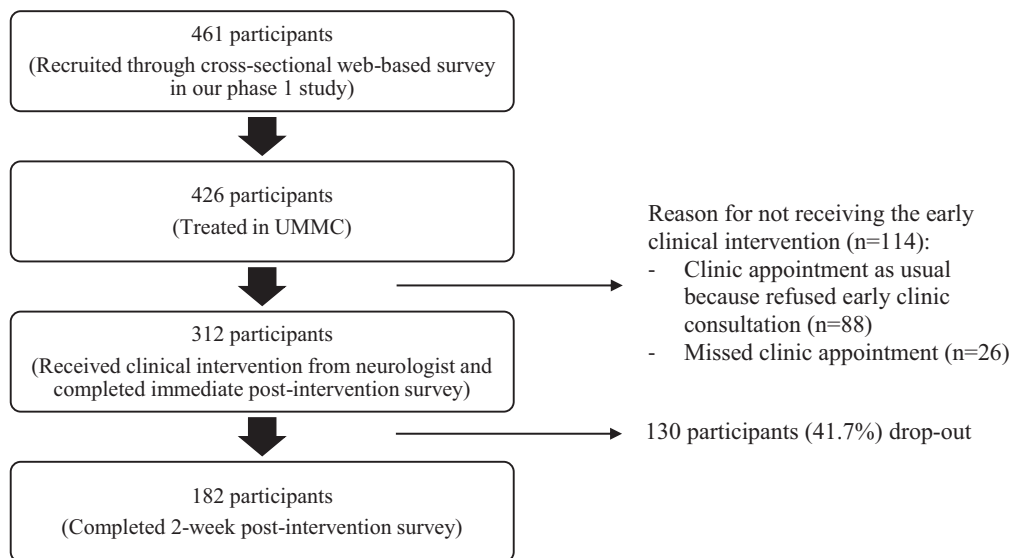 461 participants
(Recruited through cross-sectional web-based survey
in our phase 1 study)
426 participants
(Treated in UMMC)
Reason for not receiving the early
clinical intervention (n=114):
- Clinic appointment as usual
because refused early clinic
consultation (n=88)
- Missed clinic appointment (n=26)
312 participants
(Received clinical intervention from neurologist and
completed immediate post-intervention survey)
130 participants (41.7%) drop-out
182 participants
(Completed 2-week post-intervention survey)